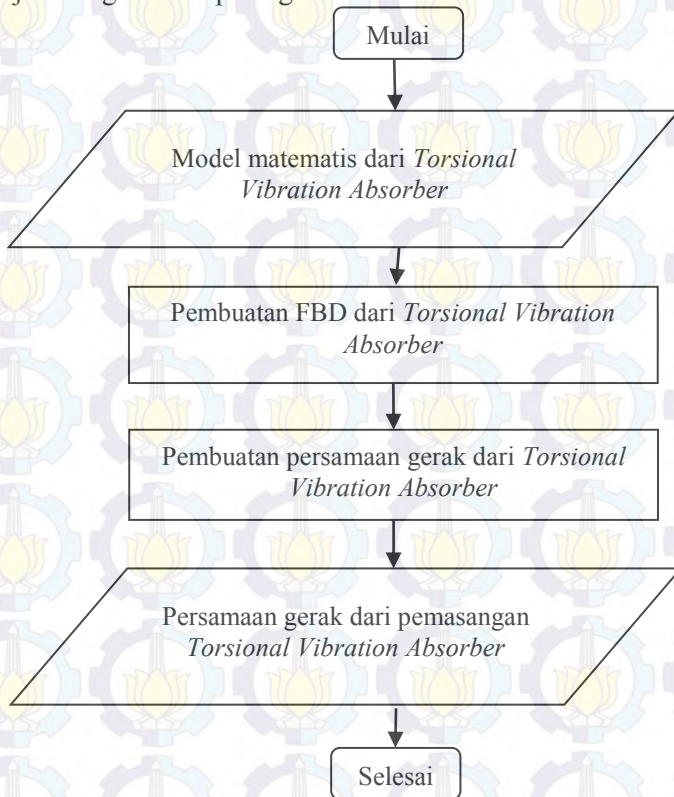 Mulai
Model matematis dari Torsional
Vibration Absorber
Pembuatan FBD dari Torsional Vibration
Absorber
Pembuatan persamaan gerak dari Torsional
Vibration Absorber
Persamaan gerak dari pemasangan
Torsional Vibration Absorber
Selesai